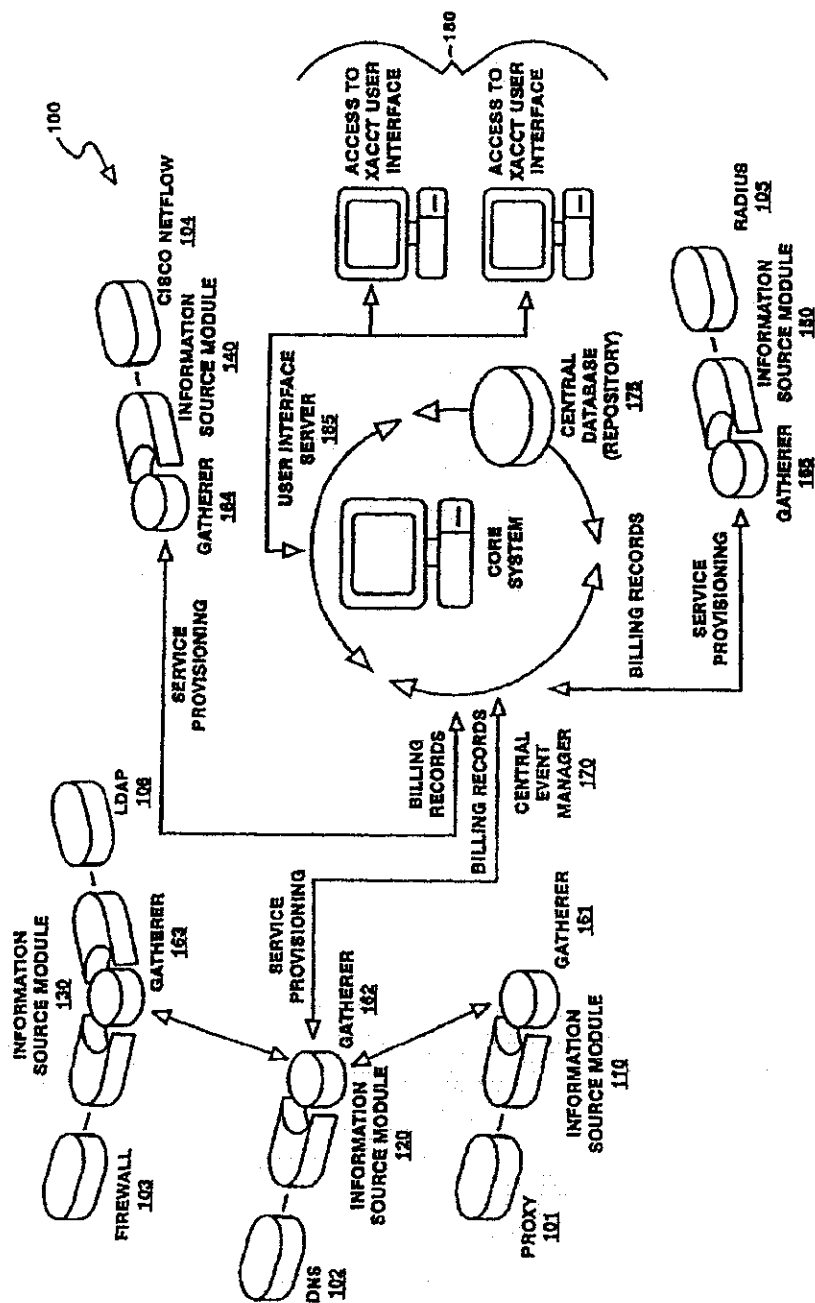 INFORMATION
SOURCE MODULE
130
FIREWALL
103
GATHERER
163
LDAP
106
DNS
102
INFORMATION
SOURCE MODULE
120
GATHERER
162
SERVICE
PROVISIONING
SERVICE
PROVISIONING
CISCO NETFLOW
104
INFORMATION
SOURCE MODULE
140
GATHERER
164
100
BILLING
RECORDS
BILLING RECORDS
USER INTERFACE
SERVER
185
ACCESS TO
XACCT USER
INTERFACE
ACCESS TO
XACCT USER
INTERFACE
180
CORE
SYSTEM
CENTRAL
DATABASE
(REPOSITORY)
175
CENTRAL
EVENT
MANAGER
170
PROXY
101
INFORMATION
SOURCE MODULE
110
GATHERER
161
BILLING RECORDS
SERVICE
PROVISIONING
GATHERER
165
INFORMATION
SOURCE MODULE
150
RADIUS
105